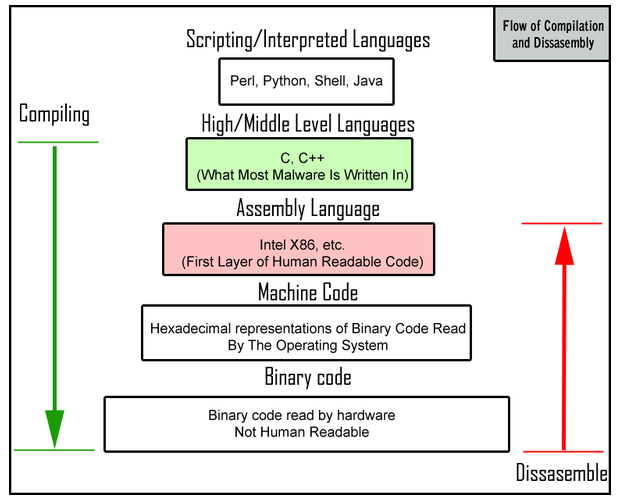 Flow of Compilation
and Dissasembly
Scripting/Interpreted Languages
Perl, Python, Shell, Java
Compiling
High/Middle Level Languages
C, C++
(What Most Malware Is Written In)
Assembly Language
Intel X86, etc.
(First Layer of Human Readable Code)
Machine Code
Hexadecimal representations of Binary Code Read
By The Operating System
Binary code
Binary code read by hardware
Not Human Readable
Dissasemble